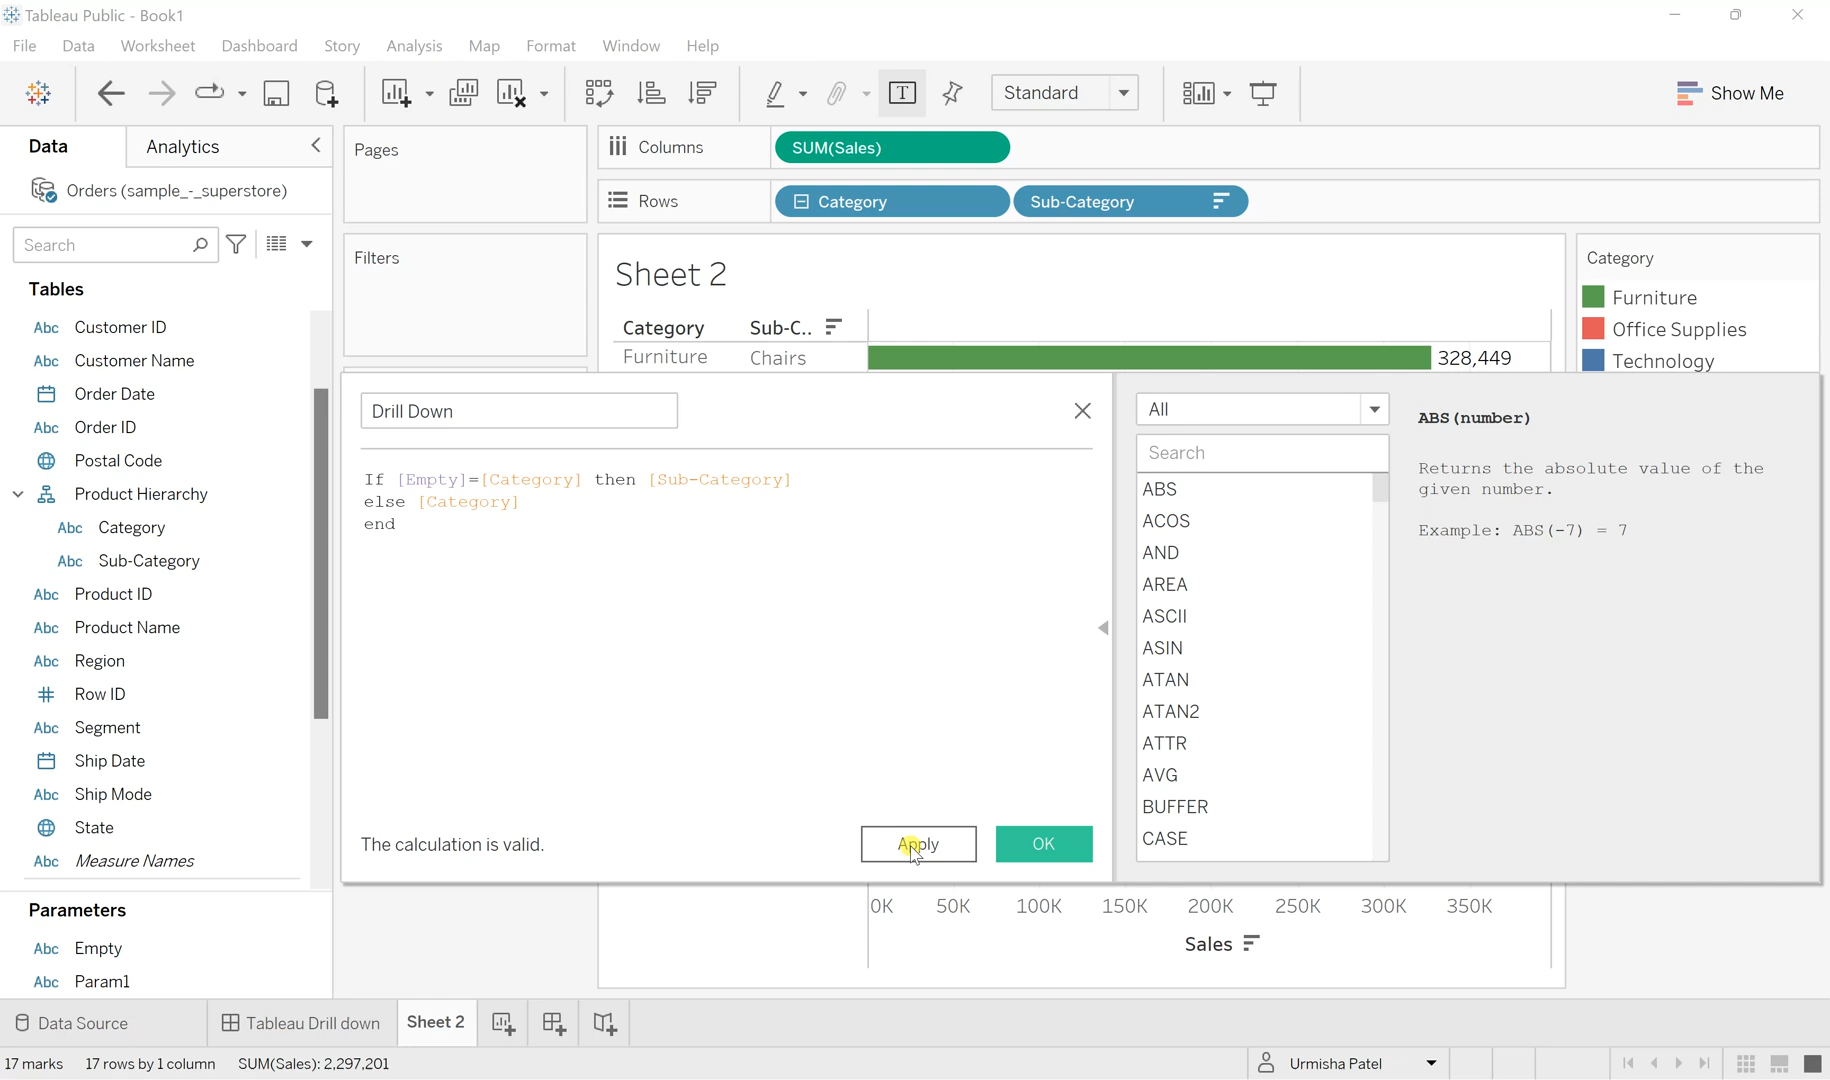 Tableau Public - Book1
File Data Worksheet Dashboard Story Analysis Map Format Window Help
Standard
Show Me
Data Analytics
Orders (sample_-_superstore)
Search
Tables
Abc Customer ID
Abc Customer Name
Order Date
Abc Order ID
Postal Code
Product Hierarchy
Abc Category
Abc Sub-Category
Abc Product ID
Abc Product Name
Abc Region
# Row ID
Abc Segment
Ship Date
Abc Ship Mode
State
Abc Measure Names
Parameters
Abc Empty
Abc Param1
Pages
Filters
Columns SUM(Sales)
Rows Category Sub-Category
Sheet 2
Category Sub-C..
Furniture Chairs 328,449
Category
Furniture
Office Supplies
Technology
Drill Down
If [Empty]=[Category] then [Sub-Category]
else [Category]
end
The calculation is valid.
Apply OK
All
Search
ABS
ACOS
AND
AREA
ASCII
ASIN
ATAN
ATAN2
ATTR
AVG
BUFFER
CASE
ABS(number)
Returns the absolute value of the
given number.
Example: ABS(-7) = 7
0K 50K 100K 150K 200K 250K 300K 350K
Sales
Data Source Tableau Drill down Sheet 2
17 marks 17 rows by 1 column SUM(Sales): 2,297,201
Urmisha Patel